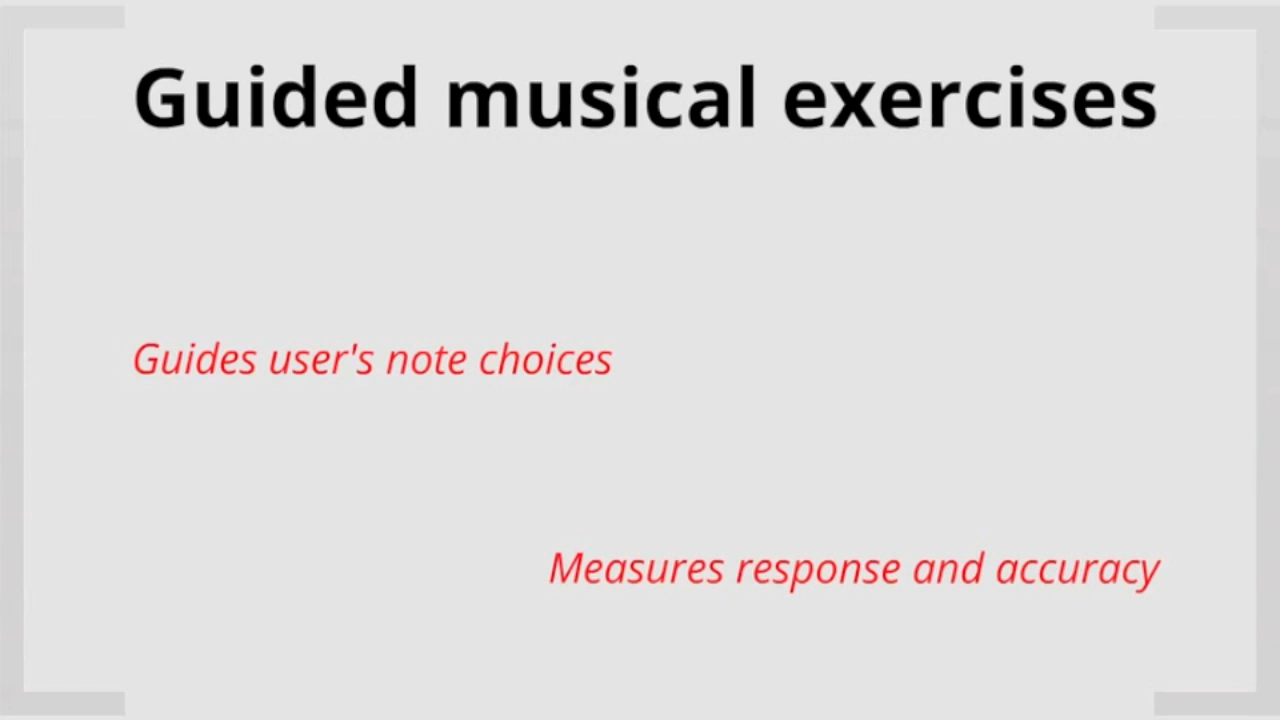 Guided musical exercises
Guides user's note choices
Measures response and accuracy